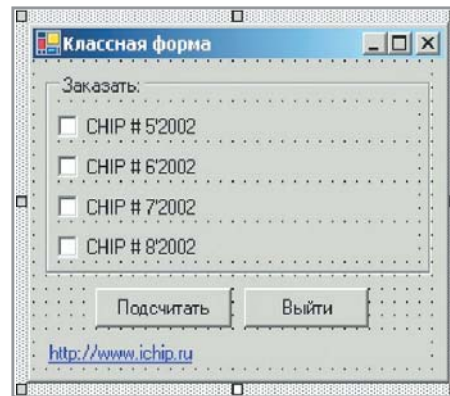 Классная форма
Заказать:
CHIP # 5'2002
CHIP # 6'2002
CHIP # 7'2002
CHIP # 8'2002
Подсчитать Выйти
http://www.ichip.ru